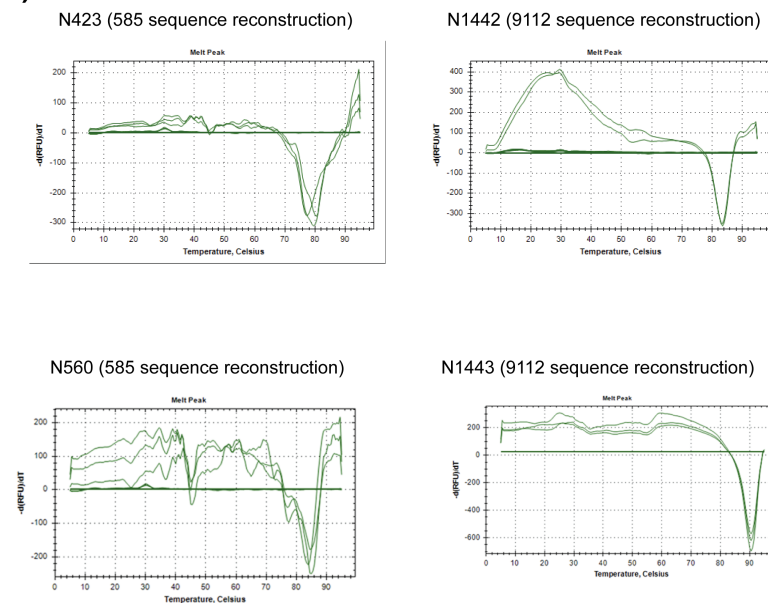 N423 (585 sequence reconstruction)
Melt Peak
200
100
0
-100
-200
-300
-d(RFU)/dT
0 10 20 30 40 50 60 70 80 90
Temperature, Celsius
N1442 (9112 sequence reconstruction)
Melt Peak
400
300
200
100
0
-100
-200
-300
-d(RFU)/dT
0 10 20 30 40 50 60 70 80 90
Temperature, Celsius
N560 (585 sequence reconstruction)
Melt Peak
200
100
0
-100
-200
-d(RFU)/dT
0 10 20 30 40 50 60 70 80 90
Temperature, Celsius
N1443 (9112 sequence reconstruction)
Melt Peak
200
0
-200
-400
-600
-d(RFU)/dT
0 10 20 30 40 50 60 70 80 90
Temperature, Celsius